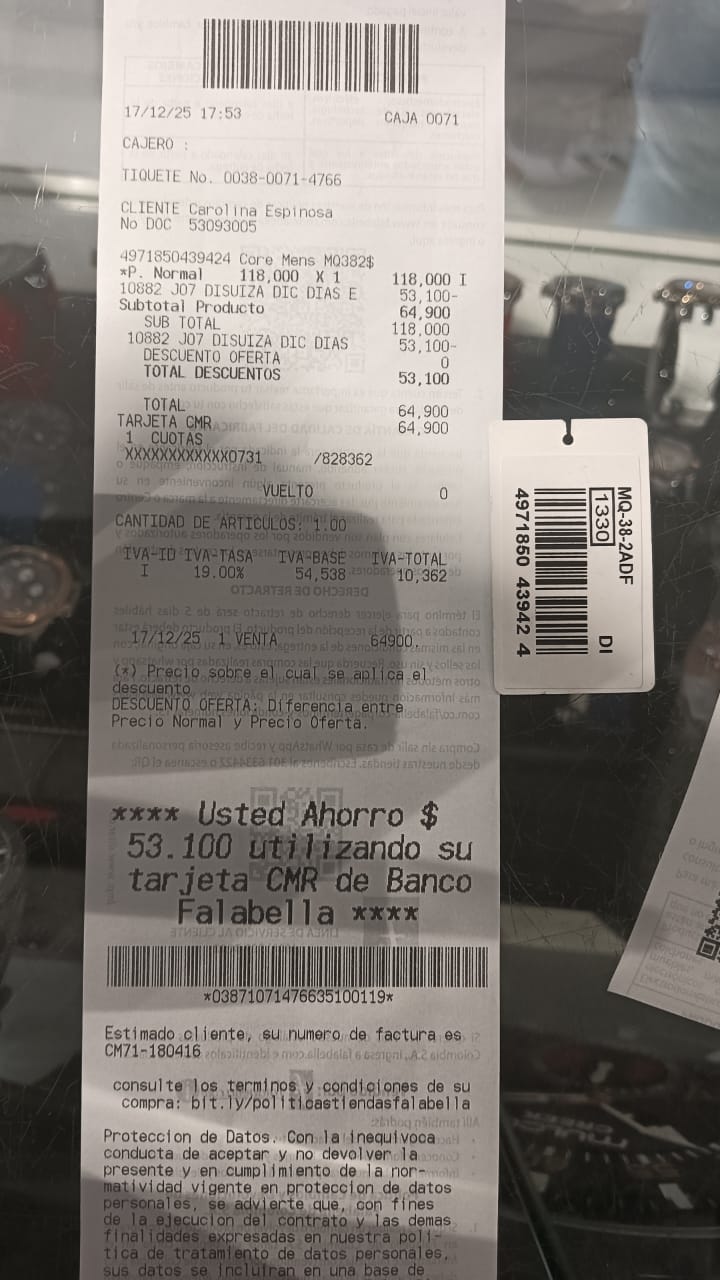 17/12/25 17:53 CAJA 0071
CAJERO :
TIQUETE No. 0038-0071-4766
CLIENTE Carolina Espinosa
No DOC 53093005
4971850439424 Core Mens MQ382$
*P. Normal 118,000 X 1 118,000 I
10882 J07 DISUIZA DIC DIAS E 53,100-
Subtotal Producto 64,900
SUB TOTAL 118,000
10882 J07 DISUIZA DIC DIAS 53,100-
DESCUENTO OFERTA 0
TOTAL DESCUENTOS 53,100
TOTAL 64,900
TARJETA CMR 64,900
1 CUOTAS
XXXXXXXXXXXX0731 /828362
VUELTO 0
CANTIDAD DE ARTICULOS: 1.00
IVA-ID IVA-TASA IVA-BASE IVA-TOTAL
I 19.00% 54,538 10,362
17/12/25 1 VENTA 64900.
(*) Precio sobre el cual se aplica el
descuento
DESCUENTO OFERTA: Diferencia entre
Precio Normal y Precio Oferta.
**** Usted Ahorro $
53.100 utilizando su
tarjeta CMR de Banco
Falabella ****
*03871071476635100119*
Estimado cliente, su numero de factura es
CM71-180416
consulte los terminos y condiciones de su
compra: bit.ly/politicastiendasfalabella
Proteccion de Datos. Con la inequivoca
conducta de aceptar y no devolver la
presente y en cumplimiento de la nor-
matividad vigente en proteccion de datos
personales, se advierte que, con fines
de la ejecucion del contrato y las demas
finalidades expresadas en nuestra poli-
tica de tratamiento de datos personales,
sus datos se incluiran en una base de
MQ-38-2ADF
1330 DI
4971850 43942 4